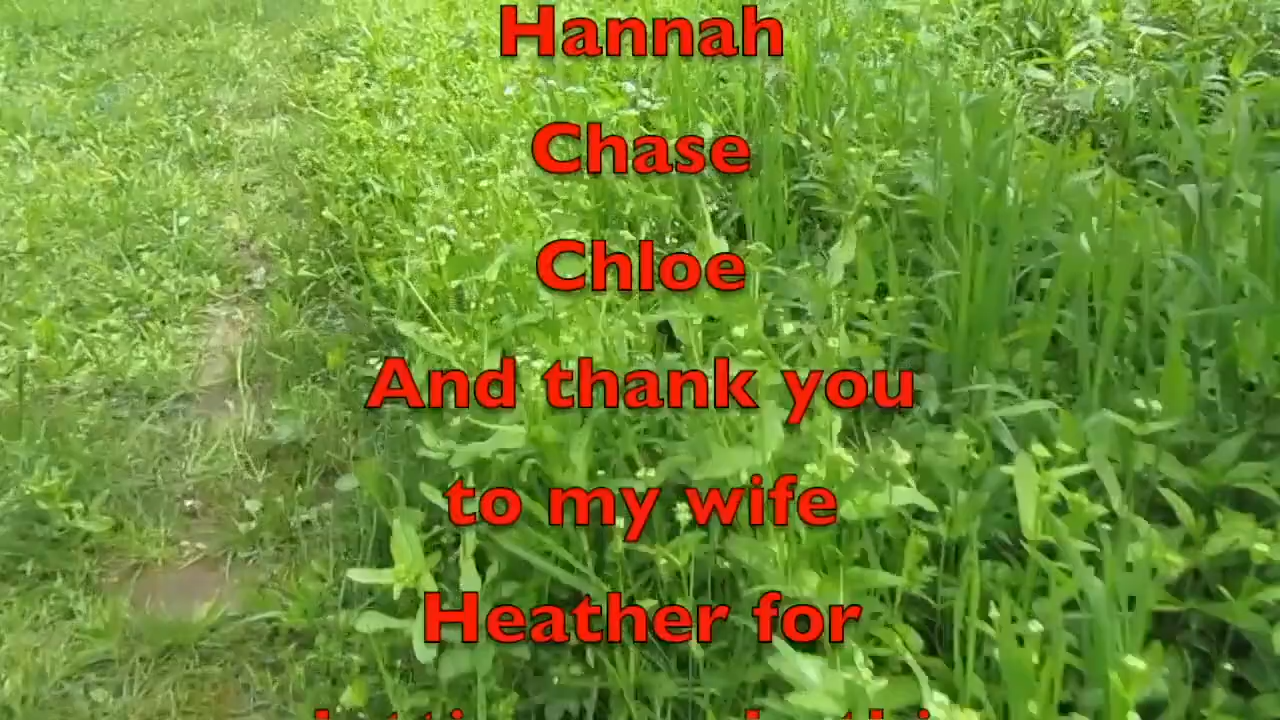 Hannah
Chase
Chloe
And thank you
to my wife
Heather for